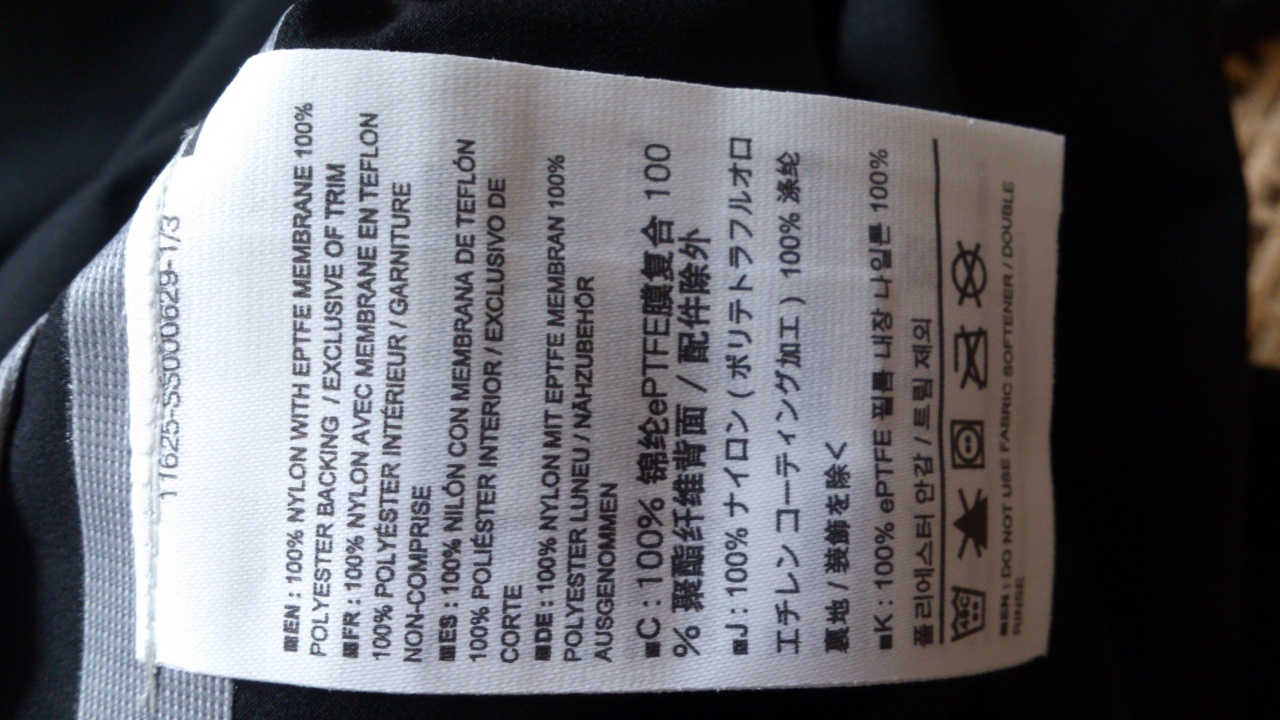 11625-SS000629-1/3
■EN : 100% NYLON WITH EPTFE MEMBRANE 100%
POLYESTER BACKING / EXCLUSIVE OF TRIM
■FR : 100% NYLON AVEC MEMBRANE EN TEFLON
100% POLYÉSTER INTÉRIEUR / GARNITURE
NON-COMPRISE
■ES : 100% NILÓN CON MEMBRANA DE TEFLÓN
100% POLIÉSTER INTERIOR / EXCLUSIVO DE
CORTE
■DE : 100% NYLON MIT EPTFE MEMBRAN 100%
POLYESTER LUNEU / NÄHZUBEHÖR
AUSGENOMMEN
■C : 100% 锦纶ePTFE膜复合 100
% 聚酯纤维背面 / 配件除外
■J : 100% ナイロン ( ポリテトラフルオロ
エチレン コーティング加工 ) 100% 涤纶
裏地 / 装飾を除く
■K : 100% ePTFE 필름 내장 나일론 100%
폴리에스터 안감 / 트림 제외
40C
■EN : DO NOT USE FABRIC SOFTENER / DOUBLE
RINSE